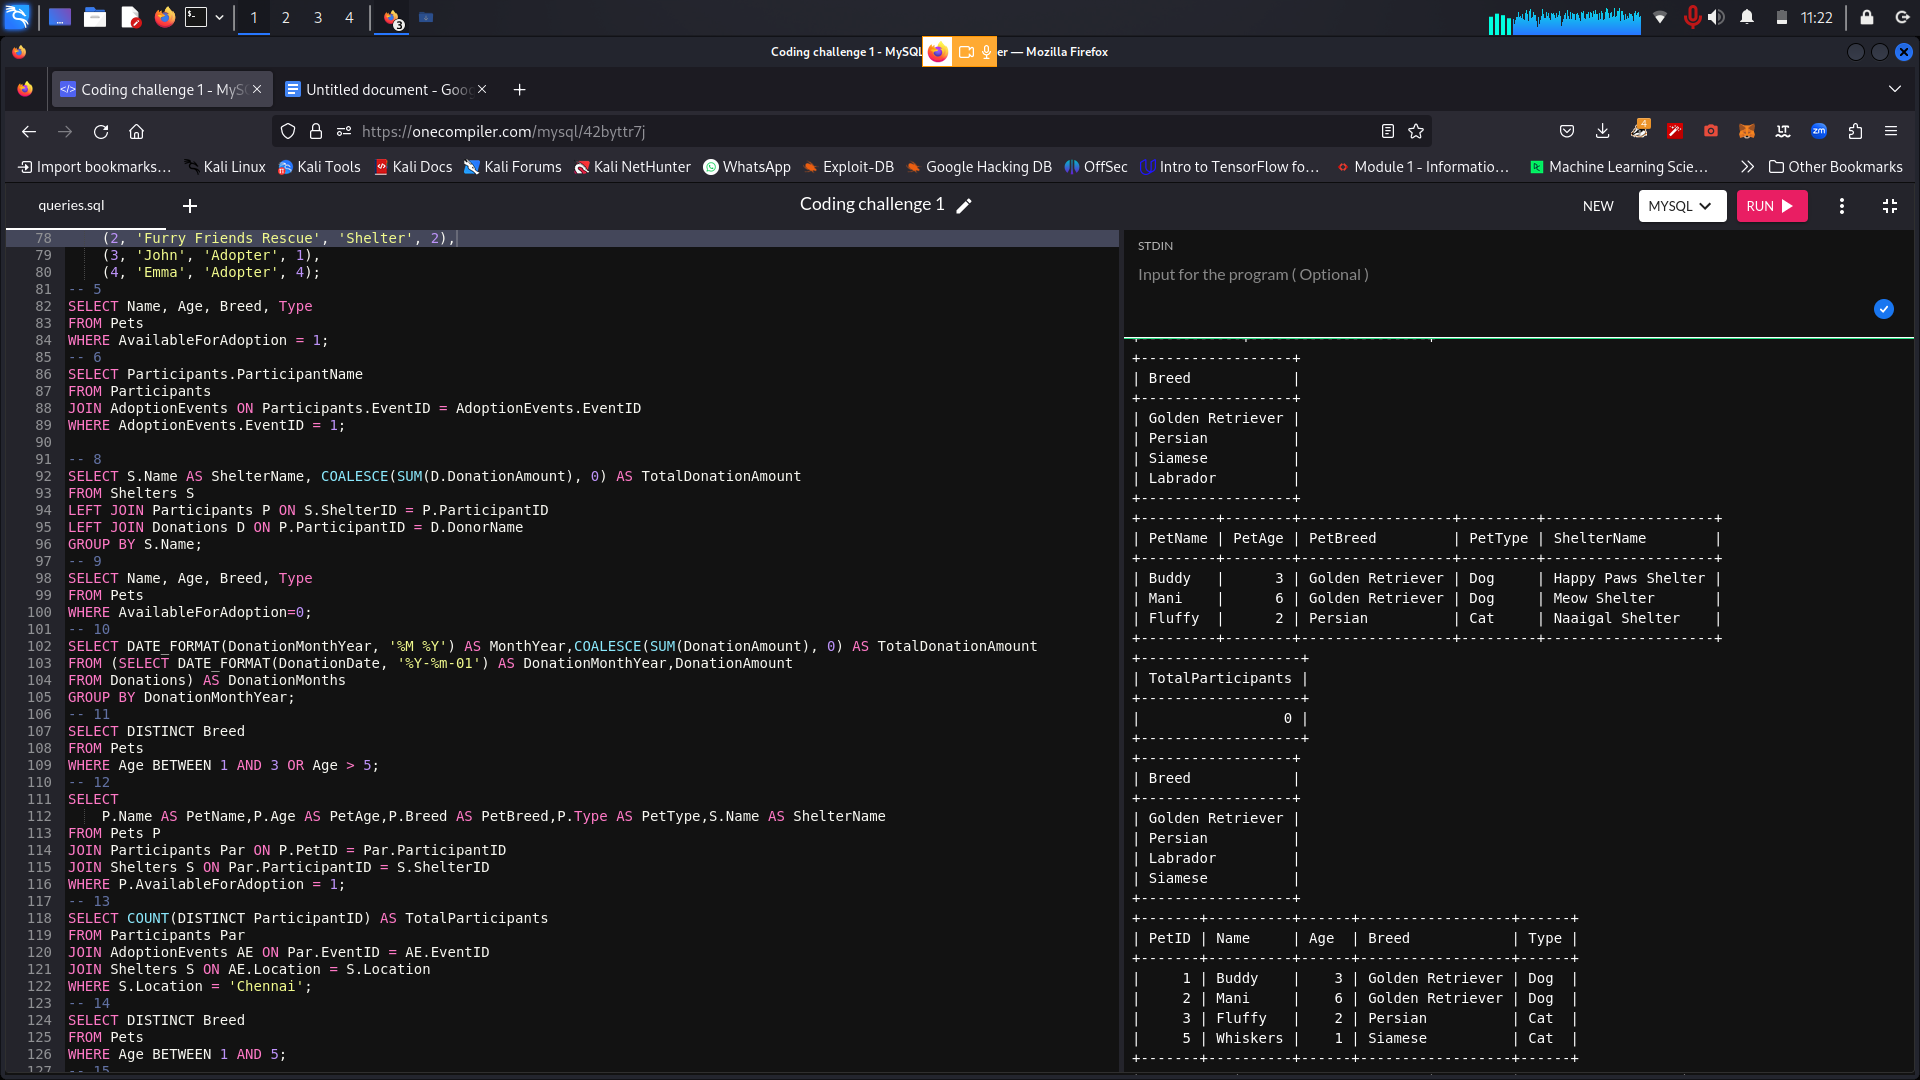 1 2 3 4 3 11:22
Coding challenge 1 - MySQL er — Mozilla Firefox
Coding challenge 1 - MyS Untitled document - Goo
https://onecompiler.com/mysql/42byttr7j 4 zm
Import bookmarks... Kali Linux Kali Tools Kali Docs Kali Forums Kali NetHunter WhatsApp Exploit-DB Google Hacking DB OffSec Intro to TensorFlow fo... Module 1 - Informatio... Machine Learning Scie... Other Bookmarks
queries.sql Coding challenge 1 NEW MYSQL RUN
78 (2, 'Furry Friends Rescue', 'Shelter', 2),
79 (3, 'John', 'Adopter', 1),
80 (4, 'Emma', 'Adopter', 4);
81 -- 5
82 SELECT Name, Age, Breed, Type
83 FROM Pets
84 WHERE AvailableForAdoption = 1;
85 -- 6
86 SELECT Participants.ParticipantName
87 FROM Participants
88 JOIN AdoptionEvents ON Participants.EventID = AdoptionEvents.EventID
89 WHERE AdoptionEvents.EventID = 1;
90
91 -- 8
92 SELECT S.Name AS ShelterName, COALESCE(SUM(D.DonationAmount), 0) AS TotalDonationAmount
93 FROM Shelters S
94 LEFT JOIN Participants P ON S.ShelterID = P.ParticipantID
95 LEFT JOIN Donations D ON P.ParticipantID = D.DonorName
96 GROUP BY S.Name;
97 -- 9
98 SELECT Name, Age, Breed, Type
99 FROM Pets
100 WHERE AvailableForAdoption=0;
101 -- 10
102 SELECT DATE_FORMAT(DonationMonthYear, '%M %Y') AS MonthYear,COALESCE(SUM(DonationAmount), 0) AS TotalDonationAmount
103 FROM (SELECT DATE_FORMAT(DonationDate, '%Y-%m-01') AS DonationMonthYear,DonationAmount
104 FROM Donations) AS DonationMonths
105 GROUP BY DonationMonthYear;
106 -- 11
107 SELECT DISTINCT Breed
108 FROM Pets
109 WHERE Age BETWEEN 1 AND 3 OR Age > 5;
110 -- 12
111 SELECT
112 P.Name AS PetName,P.Age AS PetAge,P.Breed AS PetBreed,P.Type AS PetType,S.Name AS ShelterName
113 FROM Pets P
114 JOIN Participants Par ON P.PetID = Par.ParticipantID
115 JOIN Shelters S ON Par.ParticipantID = S.ShelterID
116 WHERE P.AvailableForAdoption = 1;
117 -- 13
118 SELECT COUNT(DISTINCT ParticipantID) AS TotalParticipants
119 FROM Participants Par
120 JOIN AdoptionEvents AE ON Par.EventID = AE.EventID
121 JOIN Shelters S ON AE.Location = S.Location
122 WHERE S.Location = 'Chennai';
123 -- 14
124 SELECT DISTINCT Breed
125 FROM Pets
126 WHERE Age BETWEEN 1 AND 5;
127 -- 15
STDIN
Input for the program ( Optional )
+------------------+
| Breed            |
+------------------+
| Golden Retriever |
| Persian          |
| Siamese          |
| Labrador         |
+------------------+
+---------+--------+------------------+---------+--------------------+
| PetName | PetAge | PetBreed         | PetType | ShelterName        |
+---------+--------+------------------+---------+--------------------+
| Buddy   |      3 | Golden Retriever | Dog     | Happy Paws Shelter |
| Mani    |      6 | Golden Retriever | Dog     | Meow Shelter       |
| Fluffy  |      2 | Persian          | Cat     | Naaigal Shelter    |
+---------+--------+------------------+---------+--------------------+
+-------------------+
| TotalParticipants |
+-------------------+
|                 0 |
+-------------------+
+------------------+
| Breed            |
+------------------+
| Golden Retriever |
| Persian          |
| Labrador         |
| Siamese          |
+------------------+
+-------+----------+------+------------------+------+
| PetID | Name     | Age  | Breed            | Type |
+-------+----------+------+------------------+------+
|     1 | Buddy    |    3 | Golden Retriever | Dog  |
|     2 | Mani     |    6 | Golden Retriever | Dog  |
|     3 | Fluffy   |    2 | Persian          | Cat  |
|     5 | Whiskers |    1 | Siamese          | Cat  |
+-------+----------+------+------------------+------+